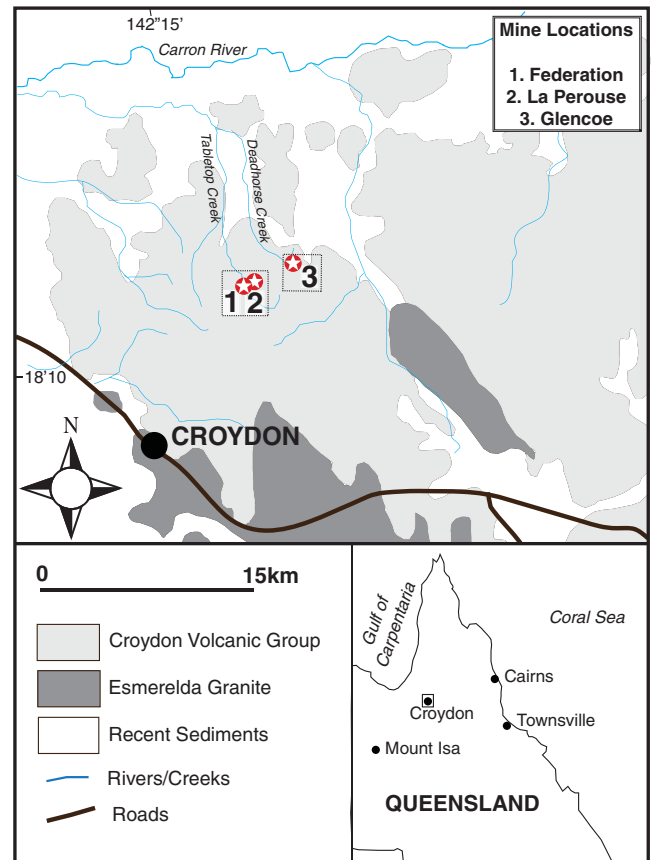 142"15'
Carron River
Mine Locations
1. Federation
2. La Perouse
3. Glencoe
Tabletop Creek
Deadhorse Creek
3
1 2
18'10
CROYDON
N
0 15km
Croydon Volcanic Group
Esmerelda Granite
Recent Sediments
Rivers/Creeks
Roads
Gulf of
Carpentaria
Coral Sea
Cairns
Croydon
Townsville
Mount Isa
QUEENSLAND